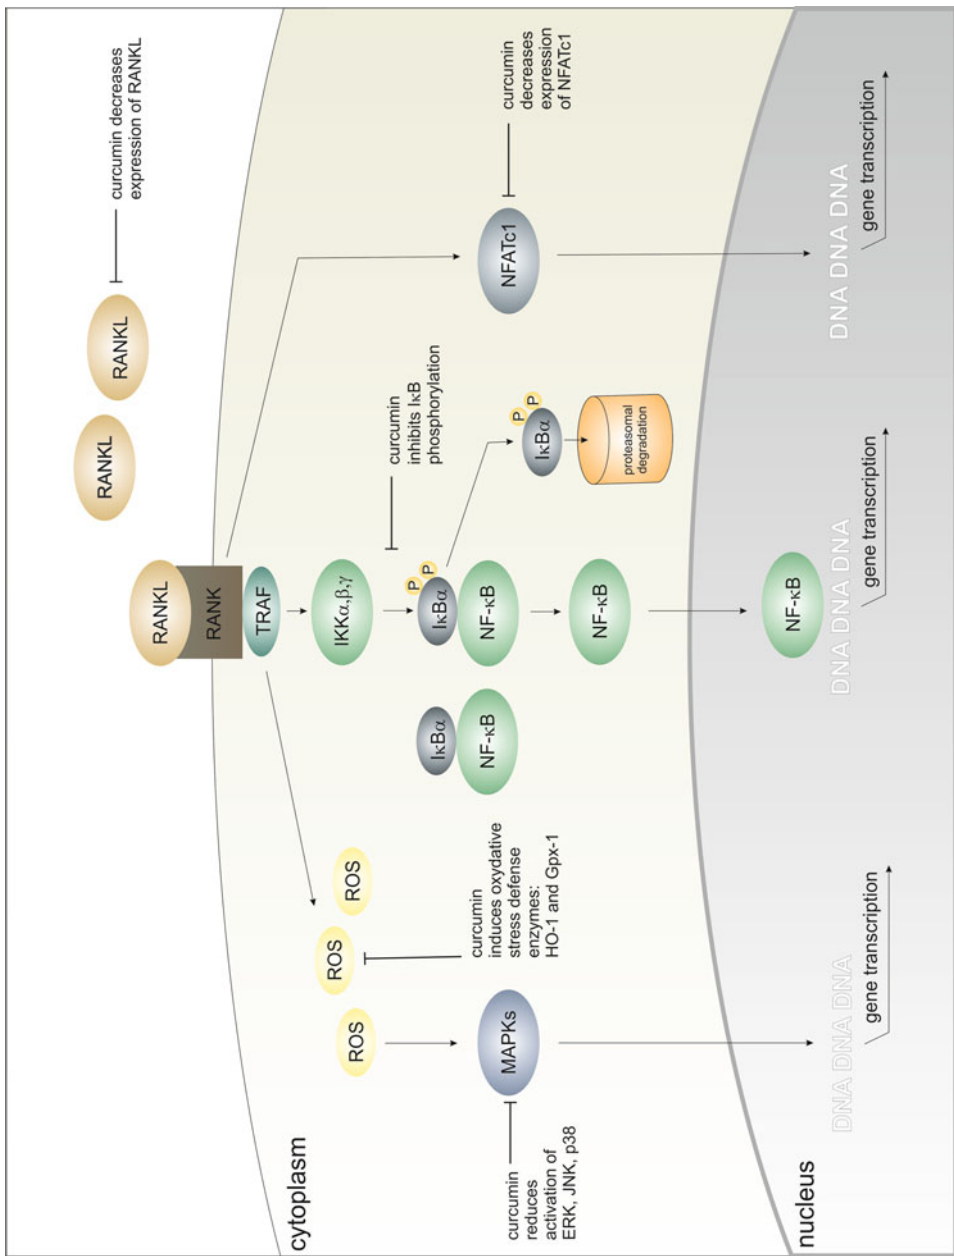 curcumin decreases
expression of RANKL
RANKL
RANKL
RANKL
RANK
TRAF
cytoplasm
ROS
ROS
ROS
IKKα,β,γ
curcumin
inhibits IκB
phosphorylation
P
P
IκBα
NF-κB
IκBα
NF-κB
curcumin
induces oxydative
stress defense
enzymes:
HO-1 and Gpx-1
MAPKs
curcumin
reduces
activation of
ERK, JNK, p38
NFATc1
curcumin
decreases
expression
of NFATc1
P
P
IκBα
proteasomal
degradation
NF-κB
nucleus
NF-κB
DNA DNA DNA
gene transcription
DNA DNA DNA
gene transcription
DNA DNA DNA
gene transcription